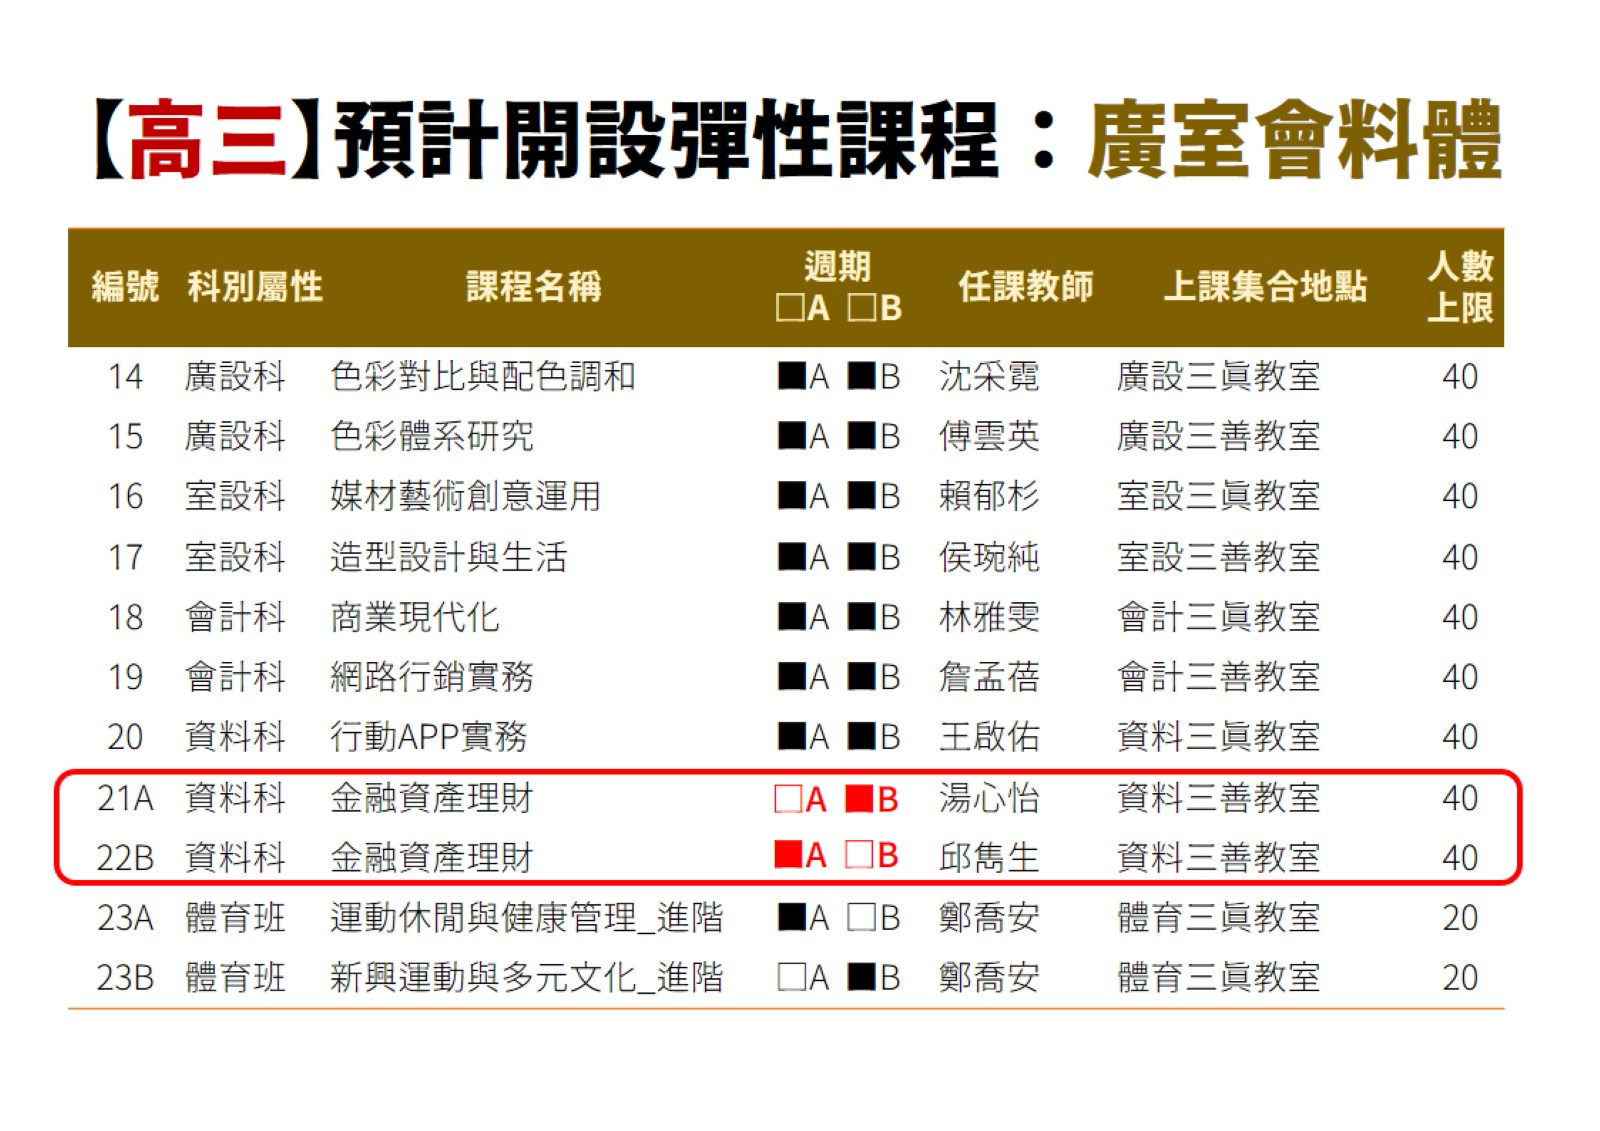 【高三】預計開設彈性課程：廣室會料體
編號 科別屬性 課程名稱 週期 □A □B 任課教師 上課集合地點 人數上限
14 廣設科 色彩對比與配色調和 ■A ■B 沈采霓 廣設三真教室 40
15 廣設科 色彩體系研究 ■A ■B 傅雲英 廣設三善教室 40
16 室設科 媒材藝術創意運用 ■A ■B 賴郁杉 室設三真教室 40
17 室設科 造型設計與生活 ■A ■B 侯琬純 室設三善教室 40
18 會計科 商業現代化 ■A ■B 林雅雯 會計三真教室 40
19 會計科 網路行銷實務 ■A ■B 詹孟蓓 會計三善教室 40
20 資料科 行動APP實務 ■A ■B 王啟佑 資料三真教室 40
21A 資料科 金融資產理財 □A ■B 湯心怡 資料三善教室 40
22B 資料科 金融資產理財 ■A □B 邱雋生 資料三善教室 40
23A 體育班 運動休閒與健康管理_進階 ■A □B 鄭喬安 體育三真教室 20
23B 體育班 新興運動與多元文化_進階 □A ■B 鄭喬安 體育三真教室 20